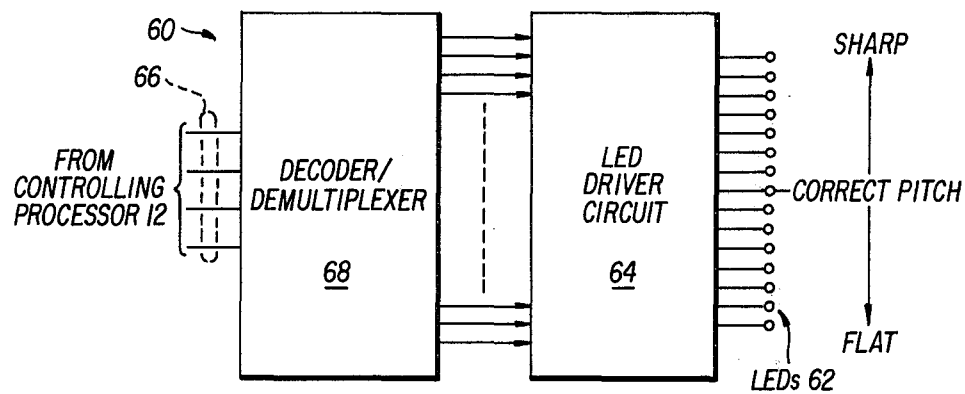 60
66
FROM
CONTROLLING
PROCESSOR 12
DECODER/
DEMULTIPLEXER
68
LED
DRIVER
CIRCUIT
64
SHARP
CORRECT PITCH
FLAT
LEDs 62